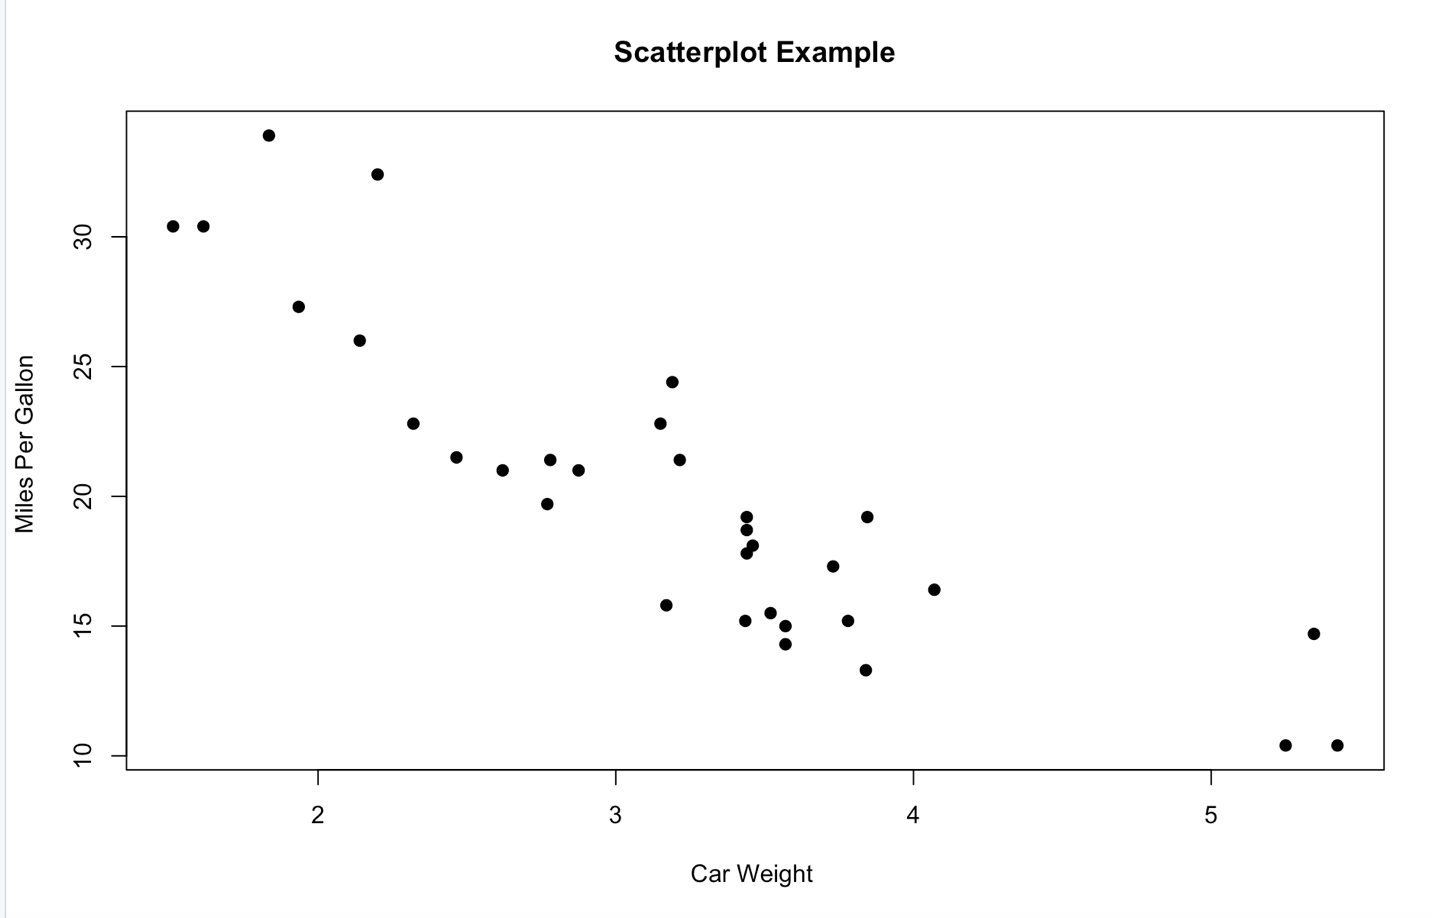 Scatterplot Example
Miles Per Gallon
30
25
20
15
10
2 3 4 5
Car Weight